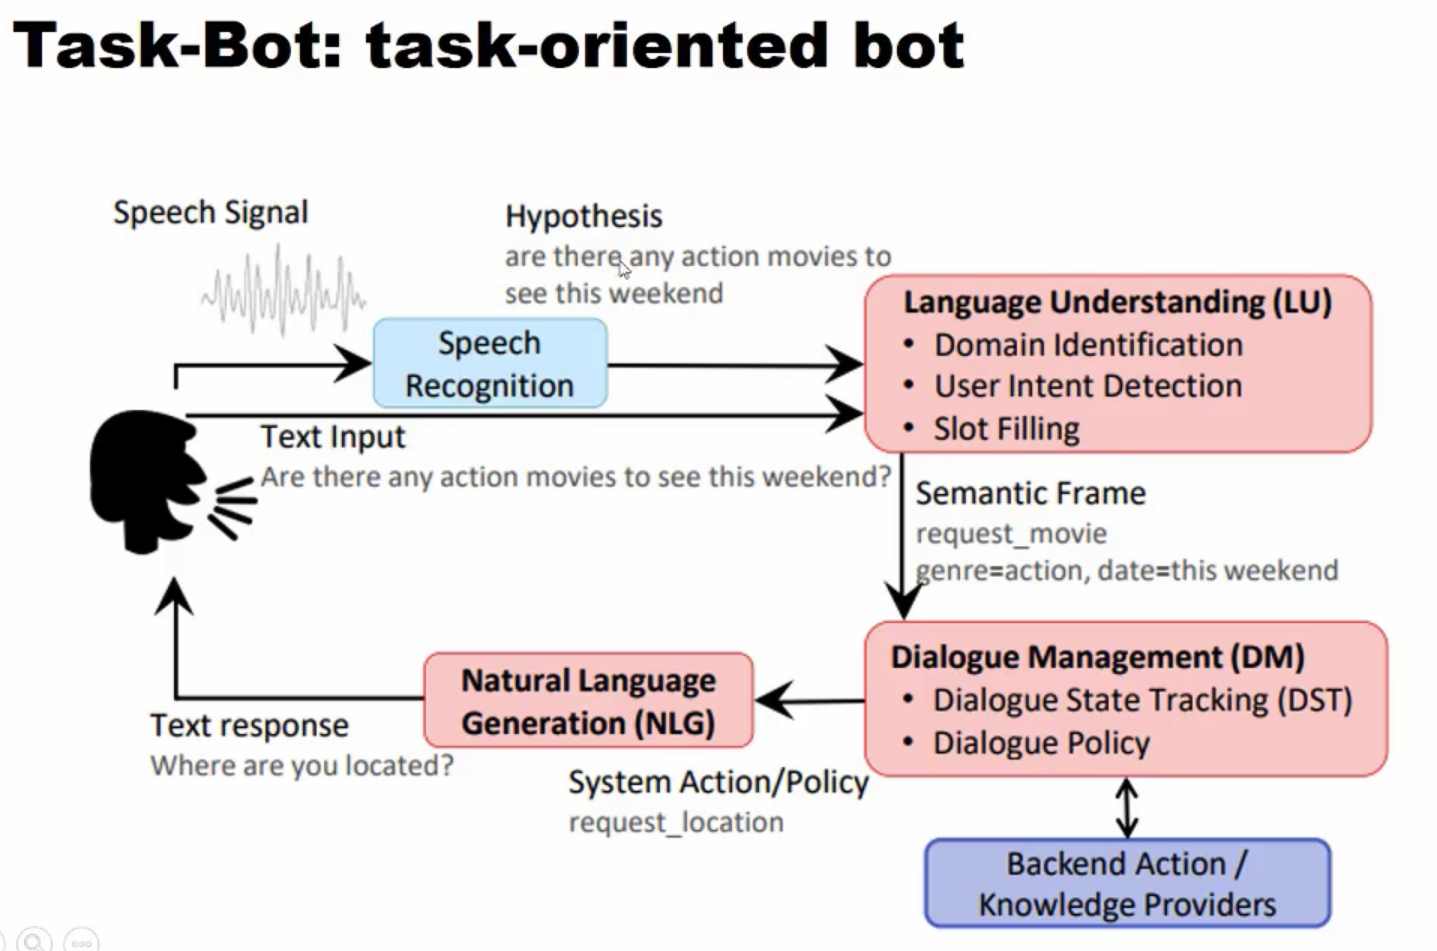 Task-Bot: task-oriented bot
Speech Signal
Hypothesis
are there any action movies to
see this weekend
Speech
Recognition
Language Understanding (LU)
• Domain Identification
• User Intent Detection
• Slot Filling
Text Input
Are there any action movies to see this weekend?
Semantic Frame
request_movie
genre=action, date=this weekend
Dialogue Management (DM)
• Dialogue State Tracking (DST)
• Dialogue Policy
Natural Language
Generation (NLG)
Text response
Where are you located?
System Action/Policy
request_location
Backend Action /
Knowledge Providers